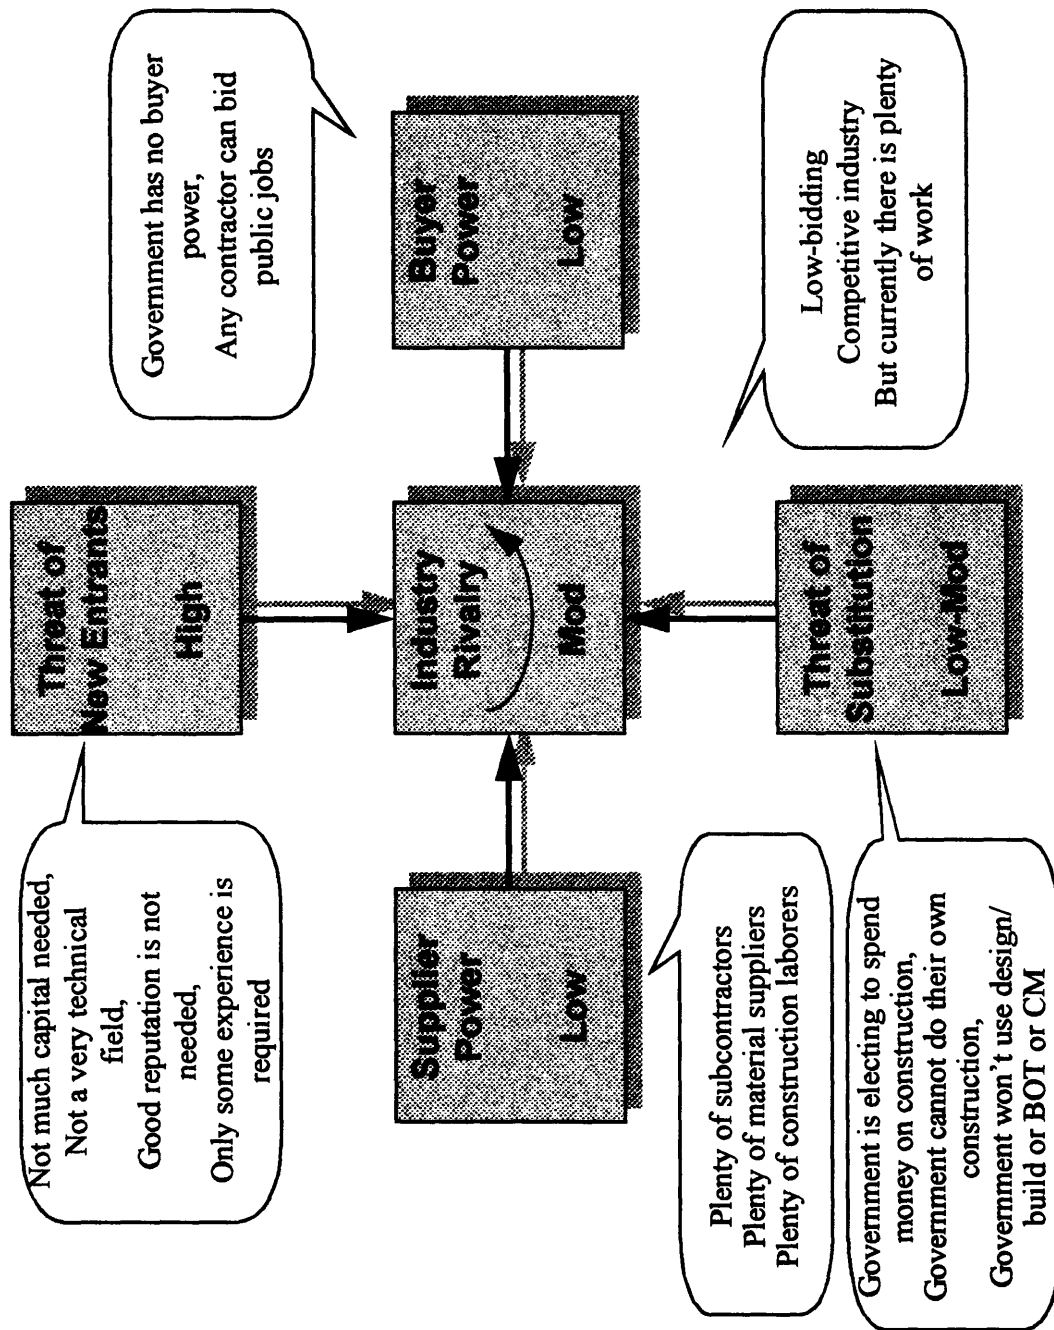 Not much capital needed,
Not a very technical
field,
Good reputation is not
needed,
Only some experience is
required
Threat of
New Entrants
High
Government has no buyer
power,
Any contractor can bid
public jobs
Supplier
Power
Low
Industry
Rivalry
Mod
Buyer
Power
Low
Plenty of subcontractors
Plenty of material suppliers
Plenty of construction laborers
Threat of
Substitution
Low-Mod
Low-bidding
Competitive industry
But currently there is plenty
of work
Government is electing to spend
money on construction,
Government cannot do their own
construction,
Government won't use design/
build or BOT or CM